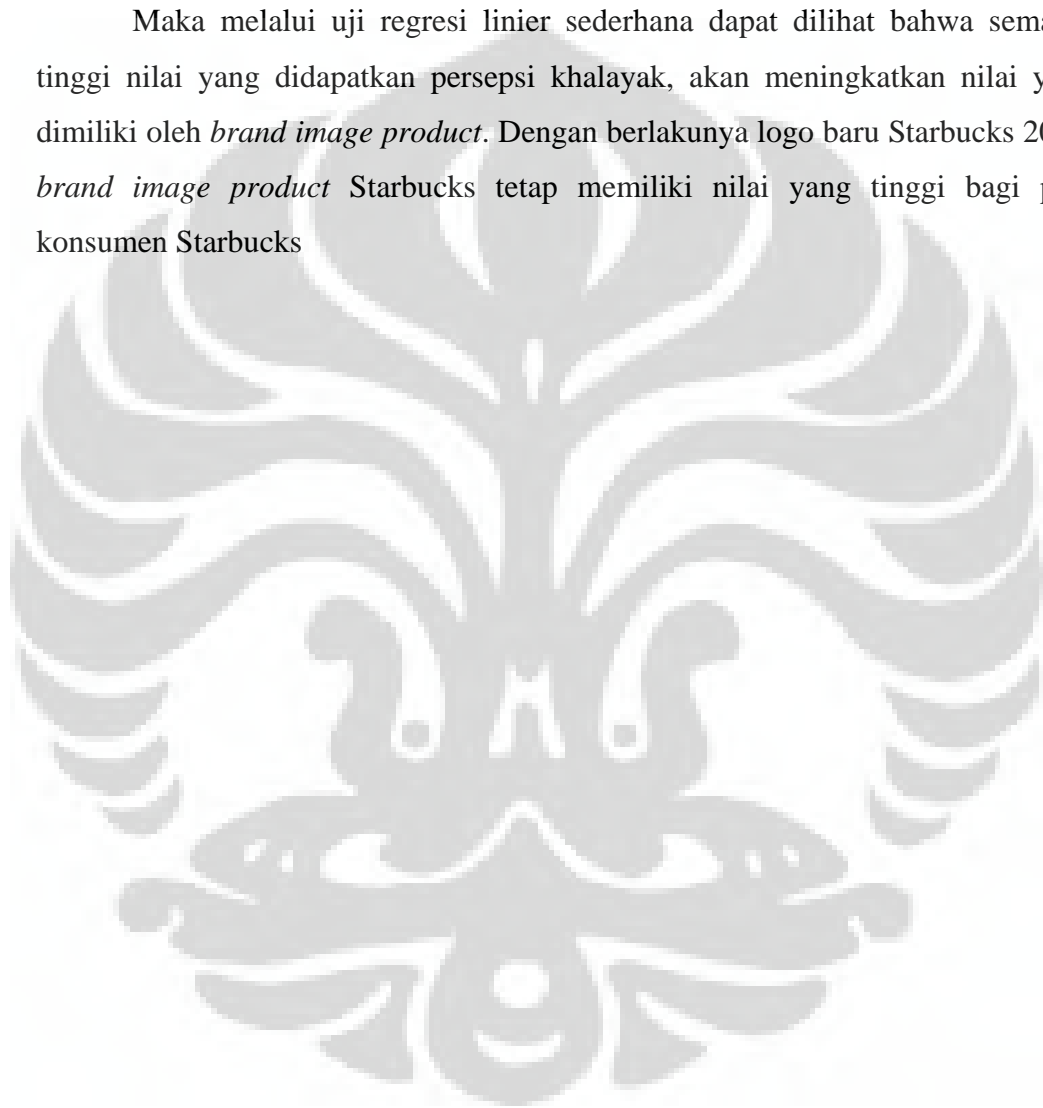 Maka melalui uji regresi linier sederhana dapat dilihat bahwa sema
tinggi nilai yang didapatkan persepsi khalayak, akan meningkatkan nilai y
dimiliki oleh brand image product. Dengan berlakunya logo baru Starbucks 20
brand image product Starbucks tetap memiliki nilai yang tinggi bagi p
konsumen Starbucks